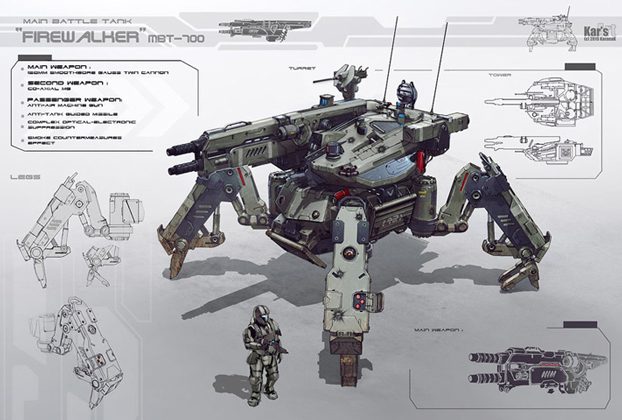 MAIN BATTLE TANK
"FIREWALKER" MBT-700
MAIN WEAPON:
120MM SMOOTHBORE GAUSS TWIN CANNON
SECOND WEAPON:
CO-AXIAL MG
PASSENGER WEAPON:
ANTI-AIR MACHINE GUN
ANTI-TANK GUIDED MISSILE
COMPLEX OPTICAL-ELECTRONIC
SUPPRESSION
SMOKE COUNTERMEASURES
EFFECT
TURRET
TOWER
LEGS
MAIN WEAPON:
Kar's